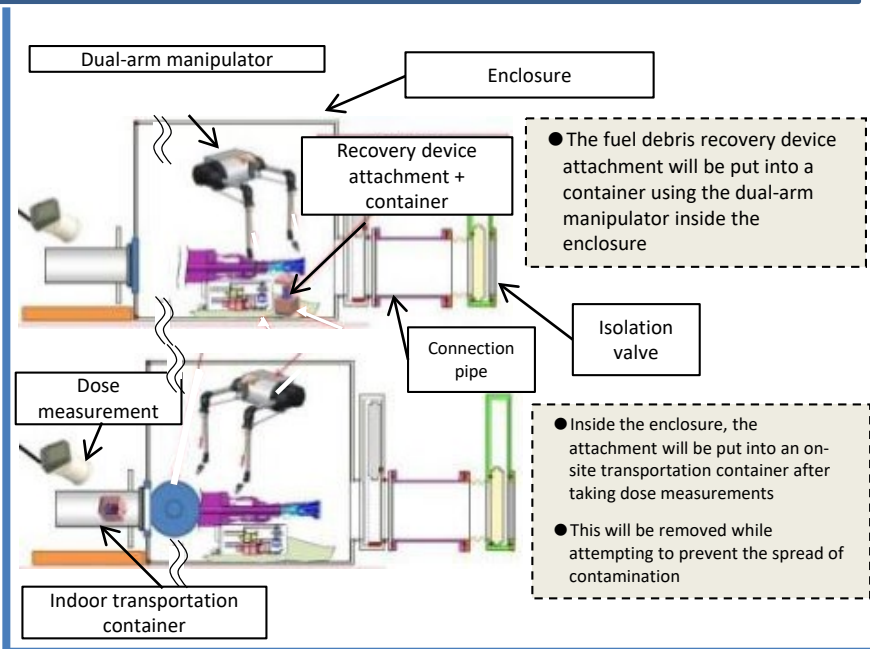 Dual-arm manipulator
Enclosure
Recovery device
attachment +
container
● The fuel debris recovery device
attachment will be put into a
container using the dual-arm
manipulator inside the
enclosure
Connection
pipe
Isolation
valve
Dose
measurement
● Inside the enclosure, the
attachment will be put into an on-
site transportation container after
taking dose measurements
● This will be removed while
attempting to prevent the spread of
contamination
Indoor transportation
container